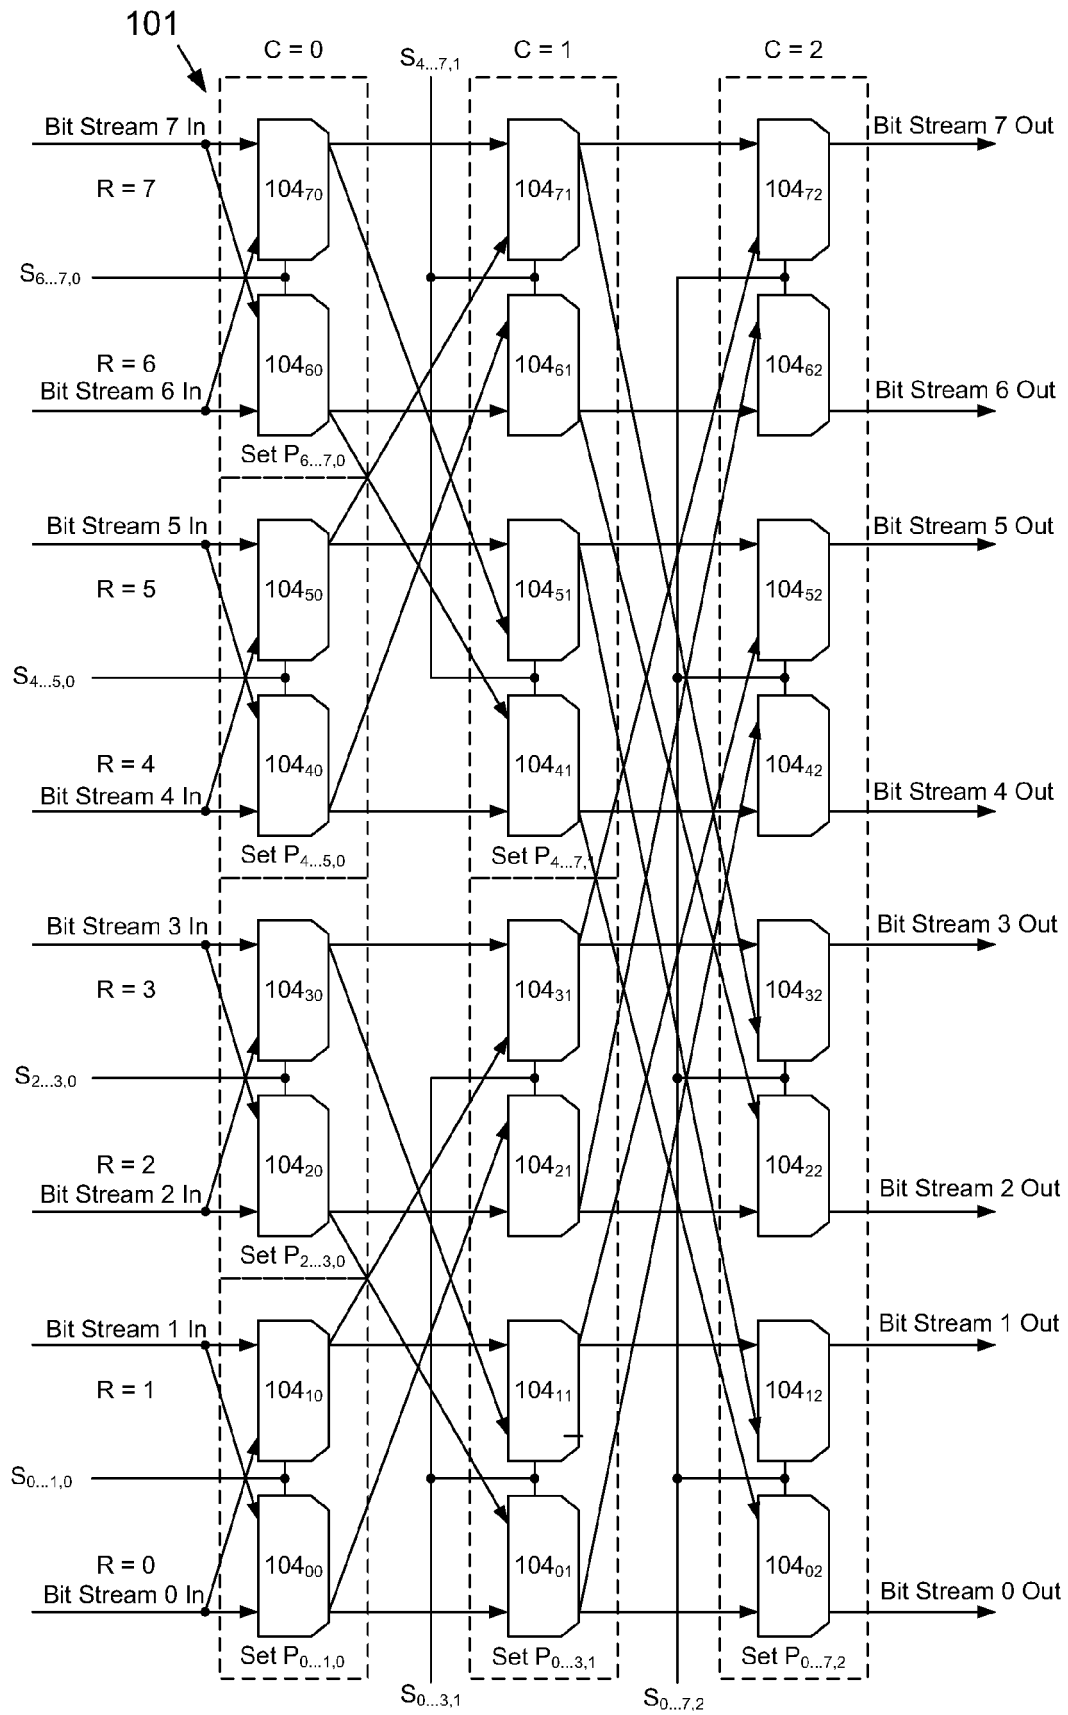 101
C = 0
S4...7,1
C = 1
C = 2
Bit Stream 7 In
Bit Stream 7 Out
R = 7
10470
10471
10472
S6...7,0
R = 6
10460
10461
10462
Bit Stream 6 In
Bit Stream 6 Out
Set P6...7,0
Bit Stream 5 In
Bit Stream 5 Out
R = 5
10450
10451
10452
S4...5,0
R = 4
10440
10441
10442
Bit Stream 4 In
Bit Stream 4 Out
Set P4...5,0
Set P4...7,1
Bit Stream 3 In
Bit Stream 3 Out
R = 3
10430
10431
10432
S2...3,0
R = 2
10420
10421
10422
Bit Stream 2 In
Bit Stream 2 Out
Set P2...3,0
Bit Stream 1 In
Bit Stream 1 Out
R = 1
10410
10411
10412
S0...1,0
R = 0
10400
10401
10402
Bit Stream 0 In
Bit Stream 0 Out
Set P0...1,0
Set P0...3,1
Set P0...7,2
S0...3,1
S0...7,2